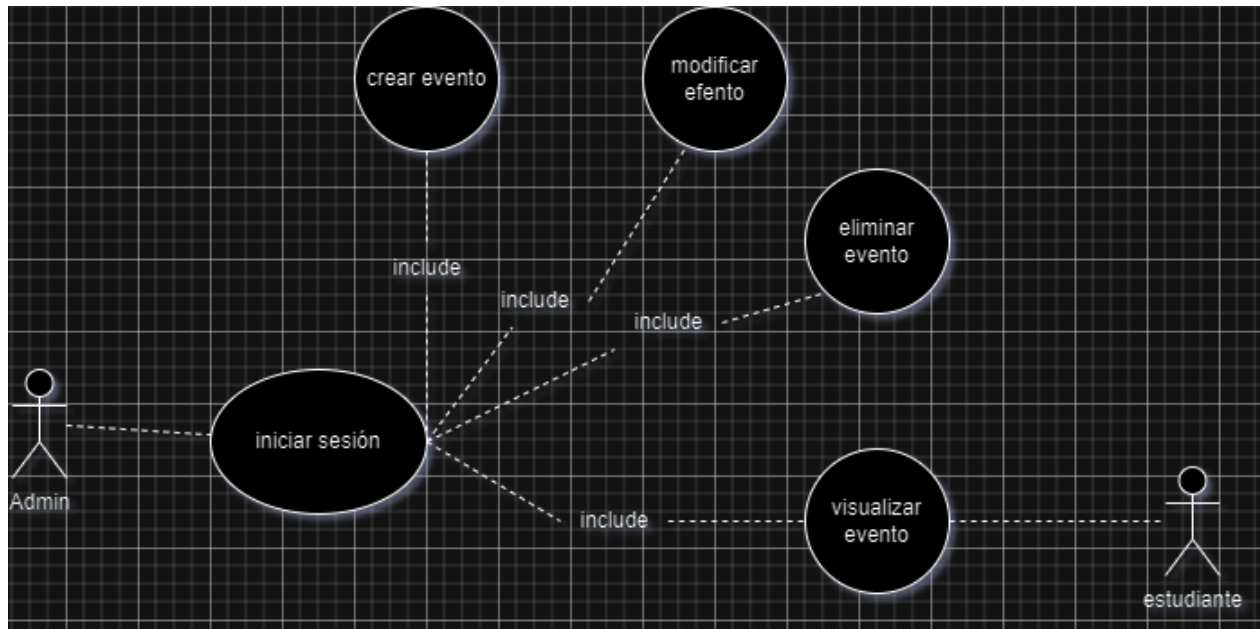 crear evento
modificar
efento
eliminar
evento
include
include
include
iniciar sesión
Admin
include
visualizar
evento
estudiante